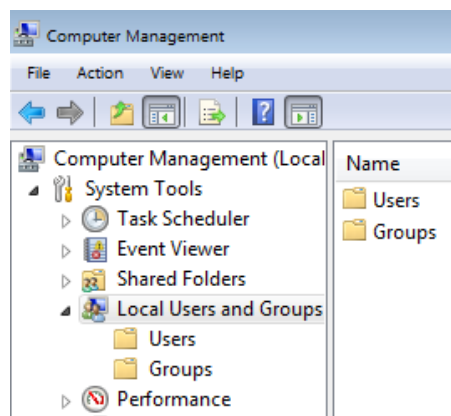 Computer Management
File Action View Help
Computer Management (Local
System Tools
Task Scheduler
Event Viewer
Shared Folders
Local Users and Groups
Users
Groups
Performance
Name
Users
Groups